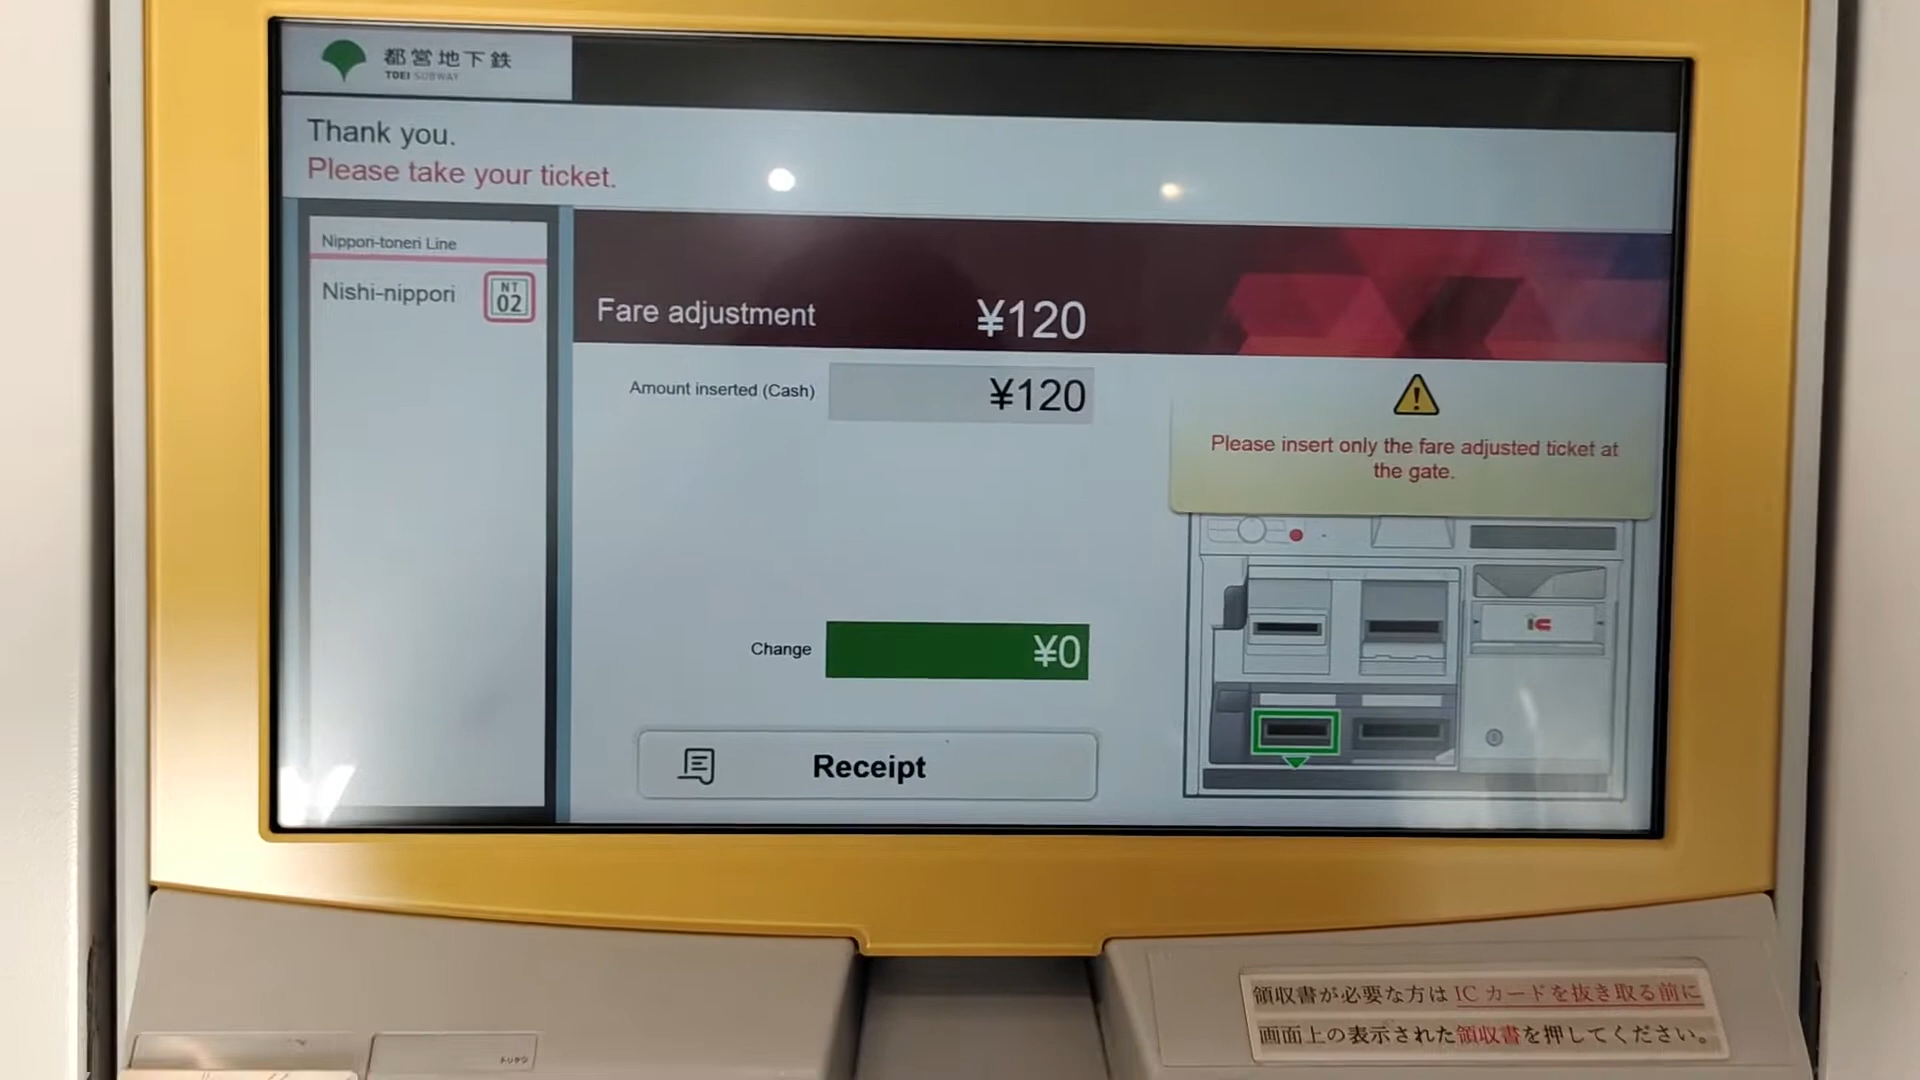 都営地下鉄
TOEI SUBWAY
Thank you.
Please take your ticket.
Nippon-toneri Line
Nishi-nippori
NT
02
Fare adjustment ¥120
Amount inserted (Cash) ¥120
Please insert only the fare adjusted ticket at
the gate.
Change ¥0
Receipt
領収書が必要な方は ICカードを抜き取る前に
画面上の表示された領収書を押してください。